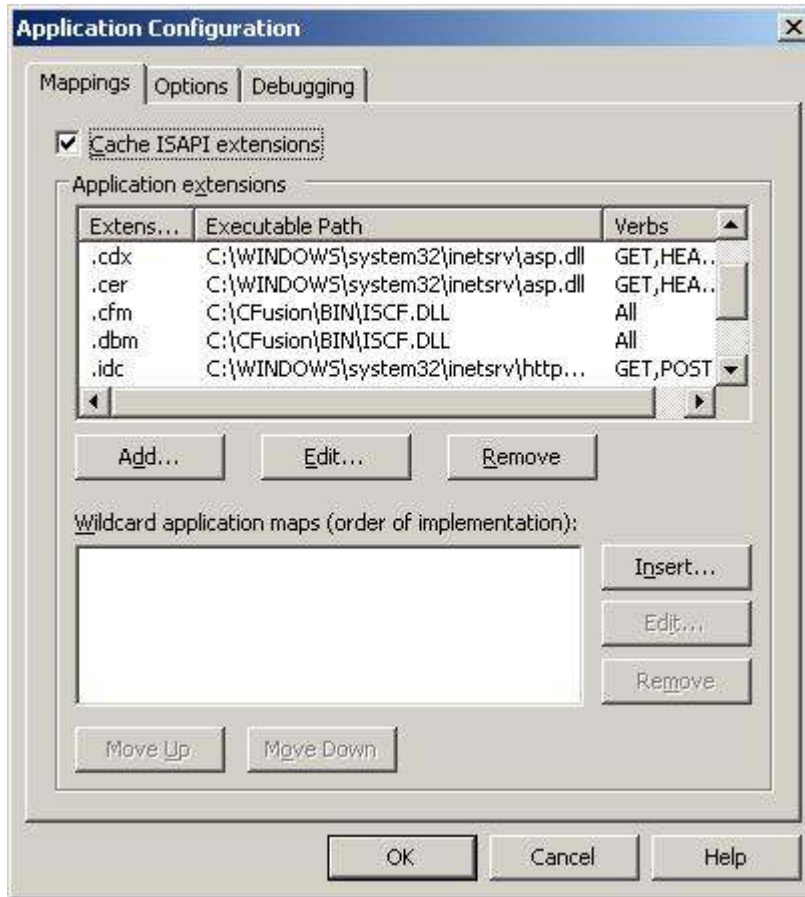 Application Configuration
Mappings Options Debugging
Cache ISAPI extensions
Application extensions
Extens... Executable Path Verbs
.cdx C:\WINDOWS\system32\inetsrv\asp.dll GET,HEA..
.cer C:\WINDOWS\system32\inetsrv\asp.dll GET,HEA..
.cfm C:\CFusion\BIN\ISCF.DLL All
.dbm C:\CFusion\BIN\ISCF.DLL All
.idc C:\WINDOWS\system32\inetsrv\http... GET,POST
Add... Edit... Remove
Wildcard application maps (order of implementation):
Insert...
Edit...
Remove
Move Up Move Down
OK Cancel Help